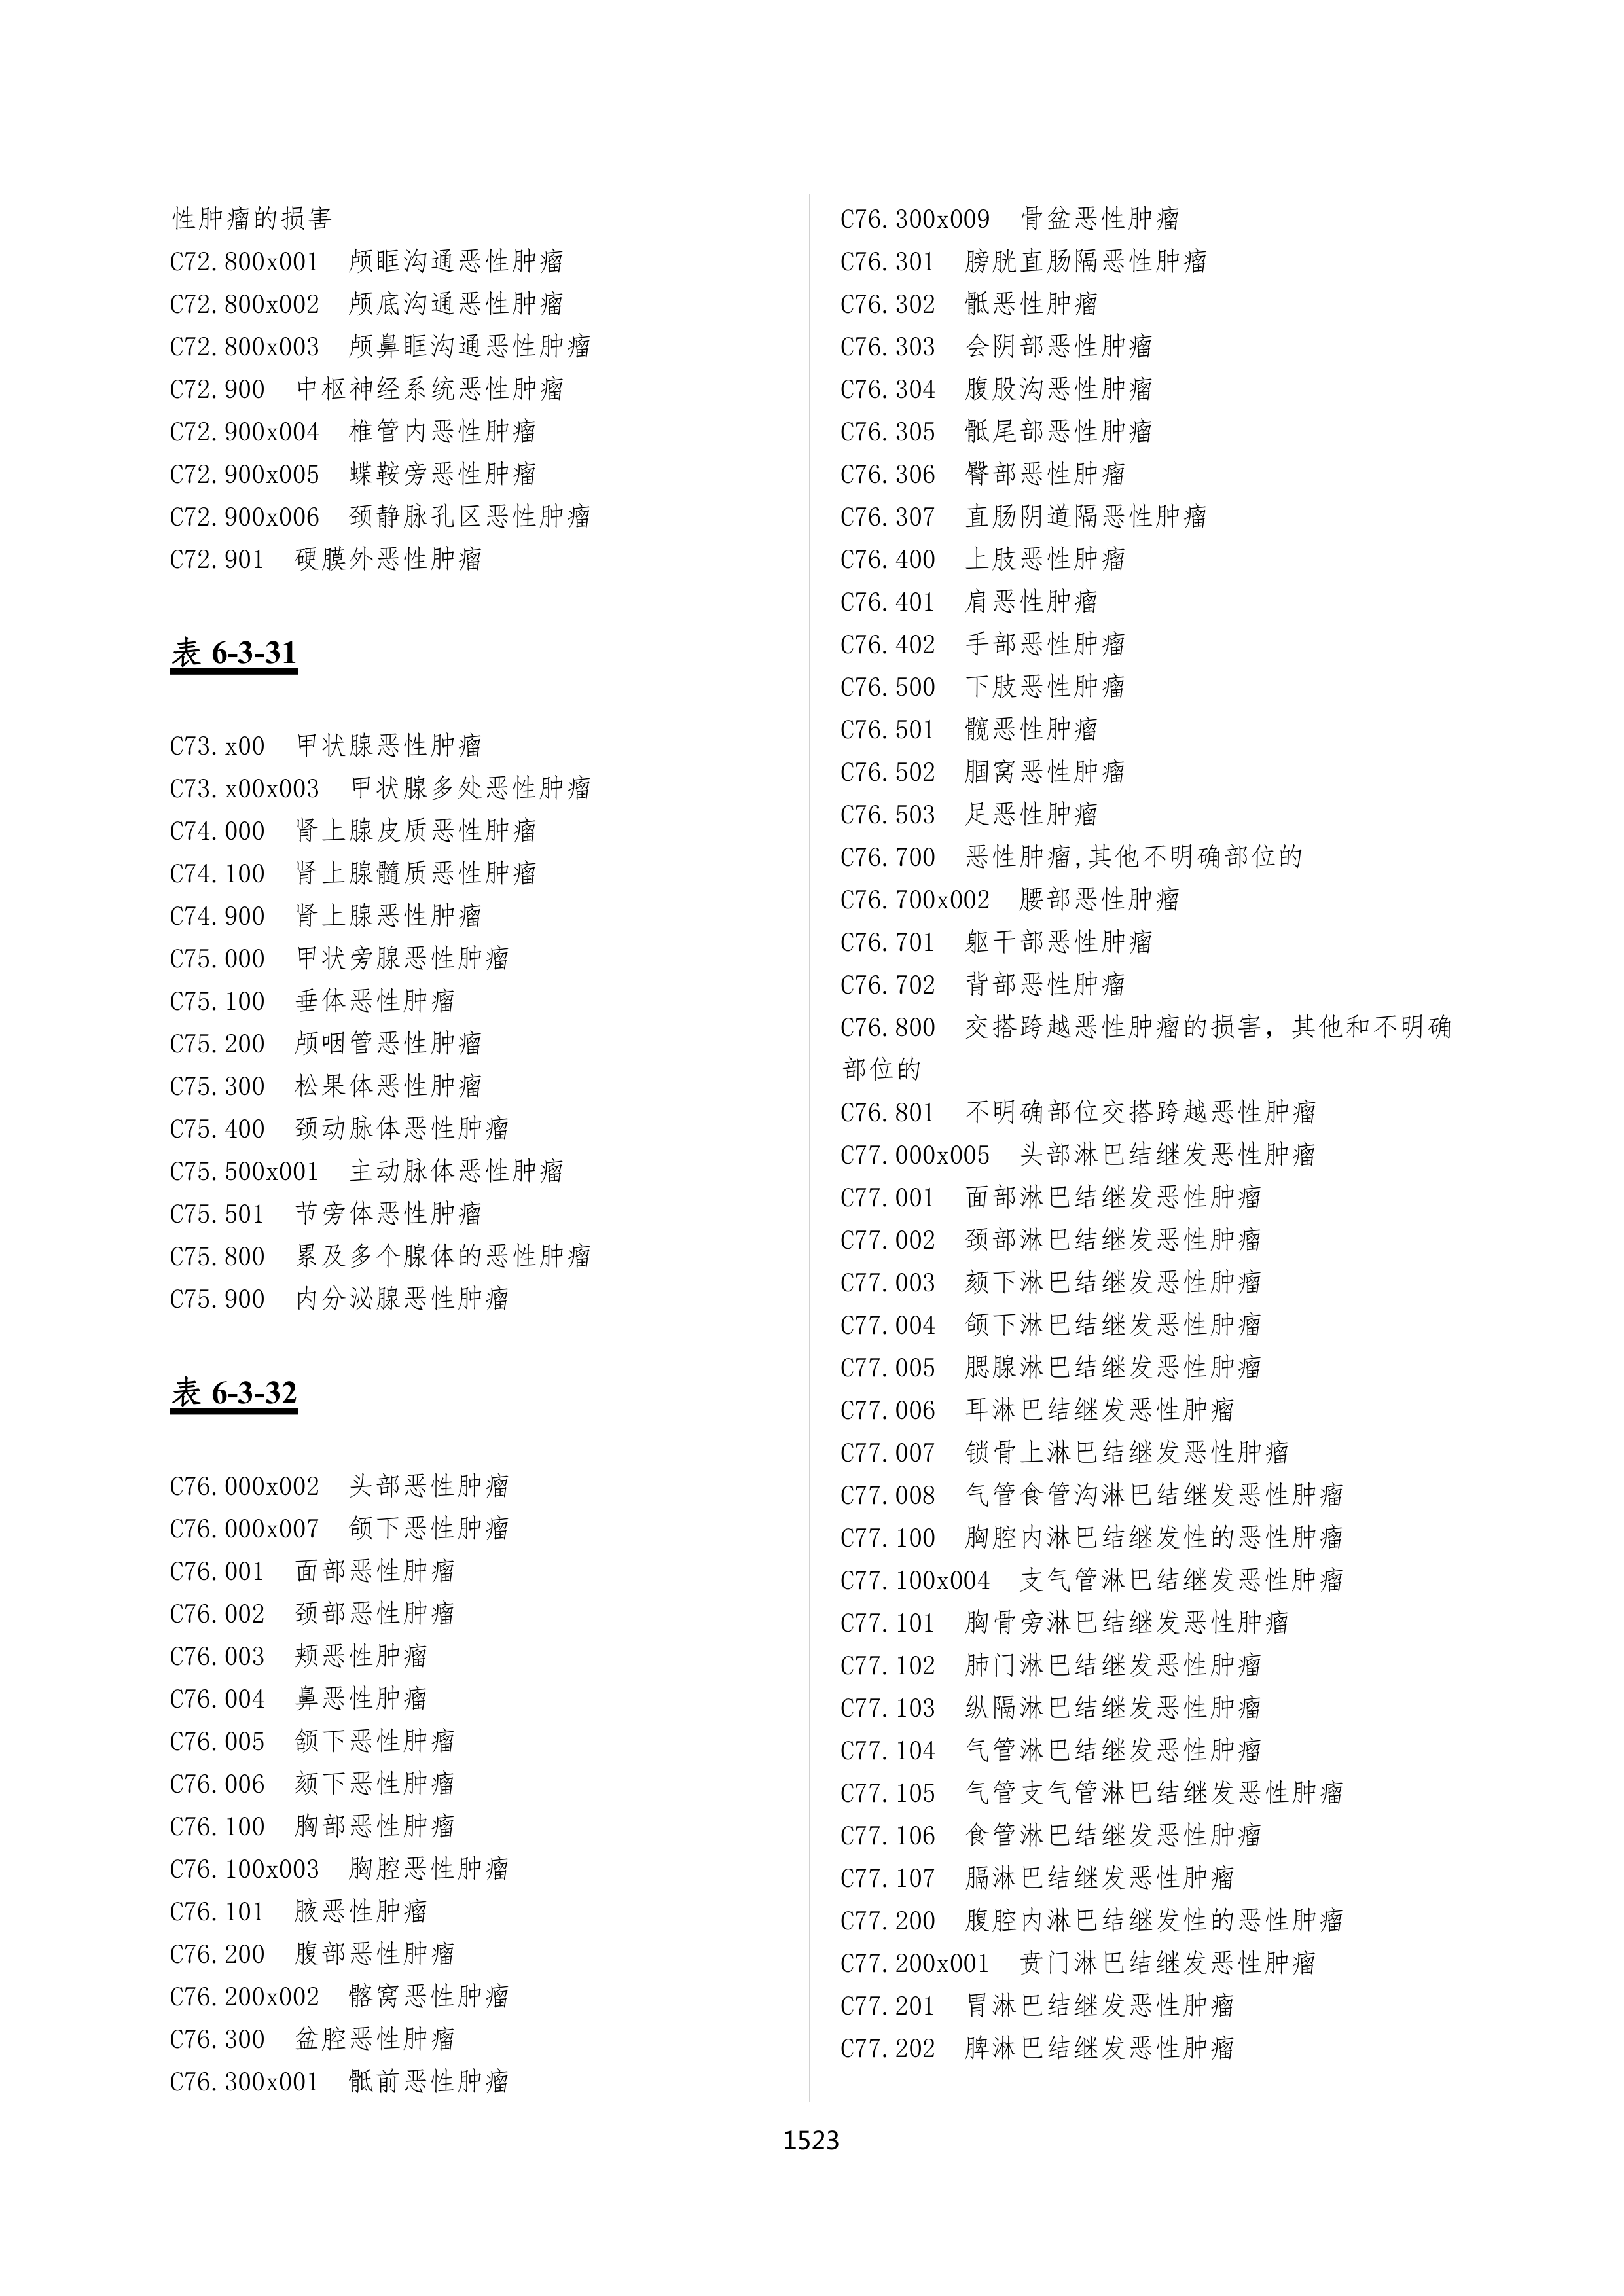 性肿瘤的损害
C72.800x001 颅眶沟通恶性肿瘤
C72.800x002 颅底沟通恶性肿瘤
C72.800x003 颅鼻眶沟通恶性肿瘤
C72.900 中枢神经系统恶性肿瘤
C72.900x004 椎管内恶性肿瘤
C72.900x005 蝶鞍旁恶性肿瘤
C72.900x006 颈静脉孔区恶性肿瘤
C72.901 硬膜外恶性肿瘤
表 6-3-31
C73.x00 甲状腺恶性肿瘤
C73.x00x003 甲状腺多处恶性肿瘤
C74.000 肾上腺皮质恶性肿瘤
C74.100 肾上腺髓质恶性肿瘤
C74.900 肾上腺恶性肿瘤
C75.000 甲状旁腺恶性肿瘤
C75.100 垂体恶性肿瘤
C75.200 颅咽管恶性肿瘤
C75.300 松果体恶性肿瘤
C75.400 颈动脉体恶性肿瘤
C75.500x001 主动脉体恶性肿瘤
C75.501 节旁体恶性肿瘤
C75.800 累及多个腺体的恶性肿瘤
C75.900 内分泌腺恶性肿瘤
表 6-3-32
C76.000x002 头部恶性肿瘤
C76.000x007 颌下恶性肿瘤
C76.001 面部恶性肿瘤
C76.002 颈部恶性肿瘤
C76.003 颊恶性肿瘤
C76.004 鼻恶性肿瘤
C76.005 颔下恶性肿瘤
C76.006 颏下恶性肿瘤
C76.100 胸部恶性肿瘤
C76.100x003 胸腔恶性肿瘤
C76.101 腋恶性肿瘤
C76.200 腹部恶性肿瘤
C76.200x002 髂窝恶性肿瘤
C76.300 盆腔恶性肿瘤
C76.300x001 骶前恶性肿瘤
C76.300x009 骨盆恶性肿瘤
C76.301 膀胱直肠隔恶性肿瘤
C76.302 骶恶性肿瘤
C76.303 会阴部恶性肿瘤
C76.304 腹股沟恶性肿瘤
C76.305 骶尾部恶性肿瘤
C76.306 臀部恶性肿瘤
C76.307 直肠阴道隔恶性肿瘤
C76.400 上肢恶性肿瘤
C76.401 肩恶性肿瘤
C76.402 手部恶性肿瘤
C76.500 下肢恶性肿瘤
C76.501 髋恶性肿瘤
C76.502 腘窝恶性肿瘤
C76.503 足恶性肿瘤
C76.700 恶性肿瘤,其他不明确部位的
C76.700x002 腰部恶性肿瘤
C76.701 躯干部恶性肿瘤
C76.702 背部恶性肿瘤
C76.800 交搭跨越恶性肿瘤的损害，其他和不明确
部位的
C76.801 不明确部位交搭跨越恶性肿瘤
C77.000x005 头部淋巴结继发恶性肿瘤
C77.001 面部淋巴结继发恶性肿瘤
C77.002 颈部淋巴结继发恶性肿瘤
C77.003 颏下淋巴结继发恶性肿瘤
C77.004 颌下淋巴结继发恶性肿瘤
C77.005 腮腺淋巴结继发恶性肿瘤
C77.006 耳淋巴结继发恶性肿瘤
C77.007 锁骨上淋巴结继发恶性肿瘤
C77.008 气管食管沟淋巴结继发恶性肿瘤
C77.100 胸腔内淋巴结继发性的恶性肿瘤
C77.100x004 支气管淋巴结继发恶性肿瘤
C77.101 胸骨旁淋巴结继发恶性肿瘤
C77.102 肺门淋巴结继发恶性肿瘤
C77.103 纵隔淋巴结继发恶性肿瘤
C77.104 气管淋巴结继发恶性肿瘤
C77.105 气管支气管淋巴结继发恶性肿瘤
C77.106 食管淋巴结继发恶性肿瘤
C77.107 膈淋巴结继发恶性肿瘤
C77.200 腹腔内淋巴结继发性的恶性肿瘤
C77.200x001 贲门淋巴结继发恶性肿瘤
C77.201 胃淋巴结继发恶性肿瘤
C77.202 脾淋巴结继发恶性肿瘤
1523